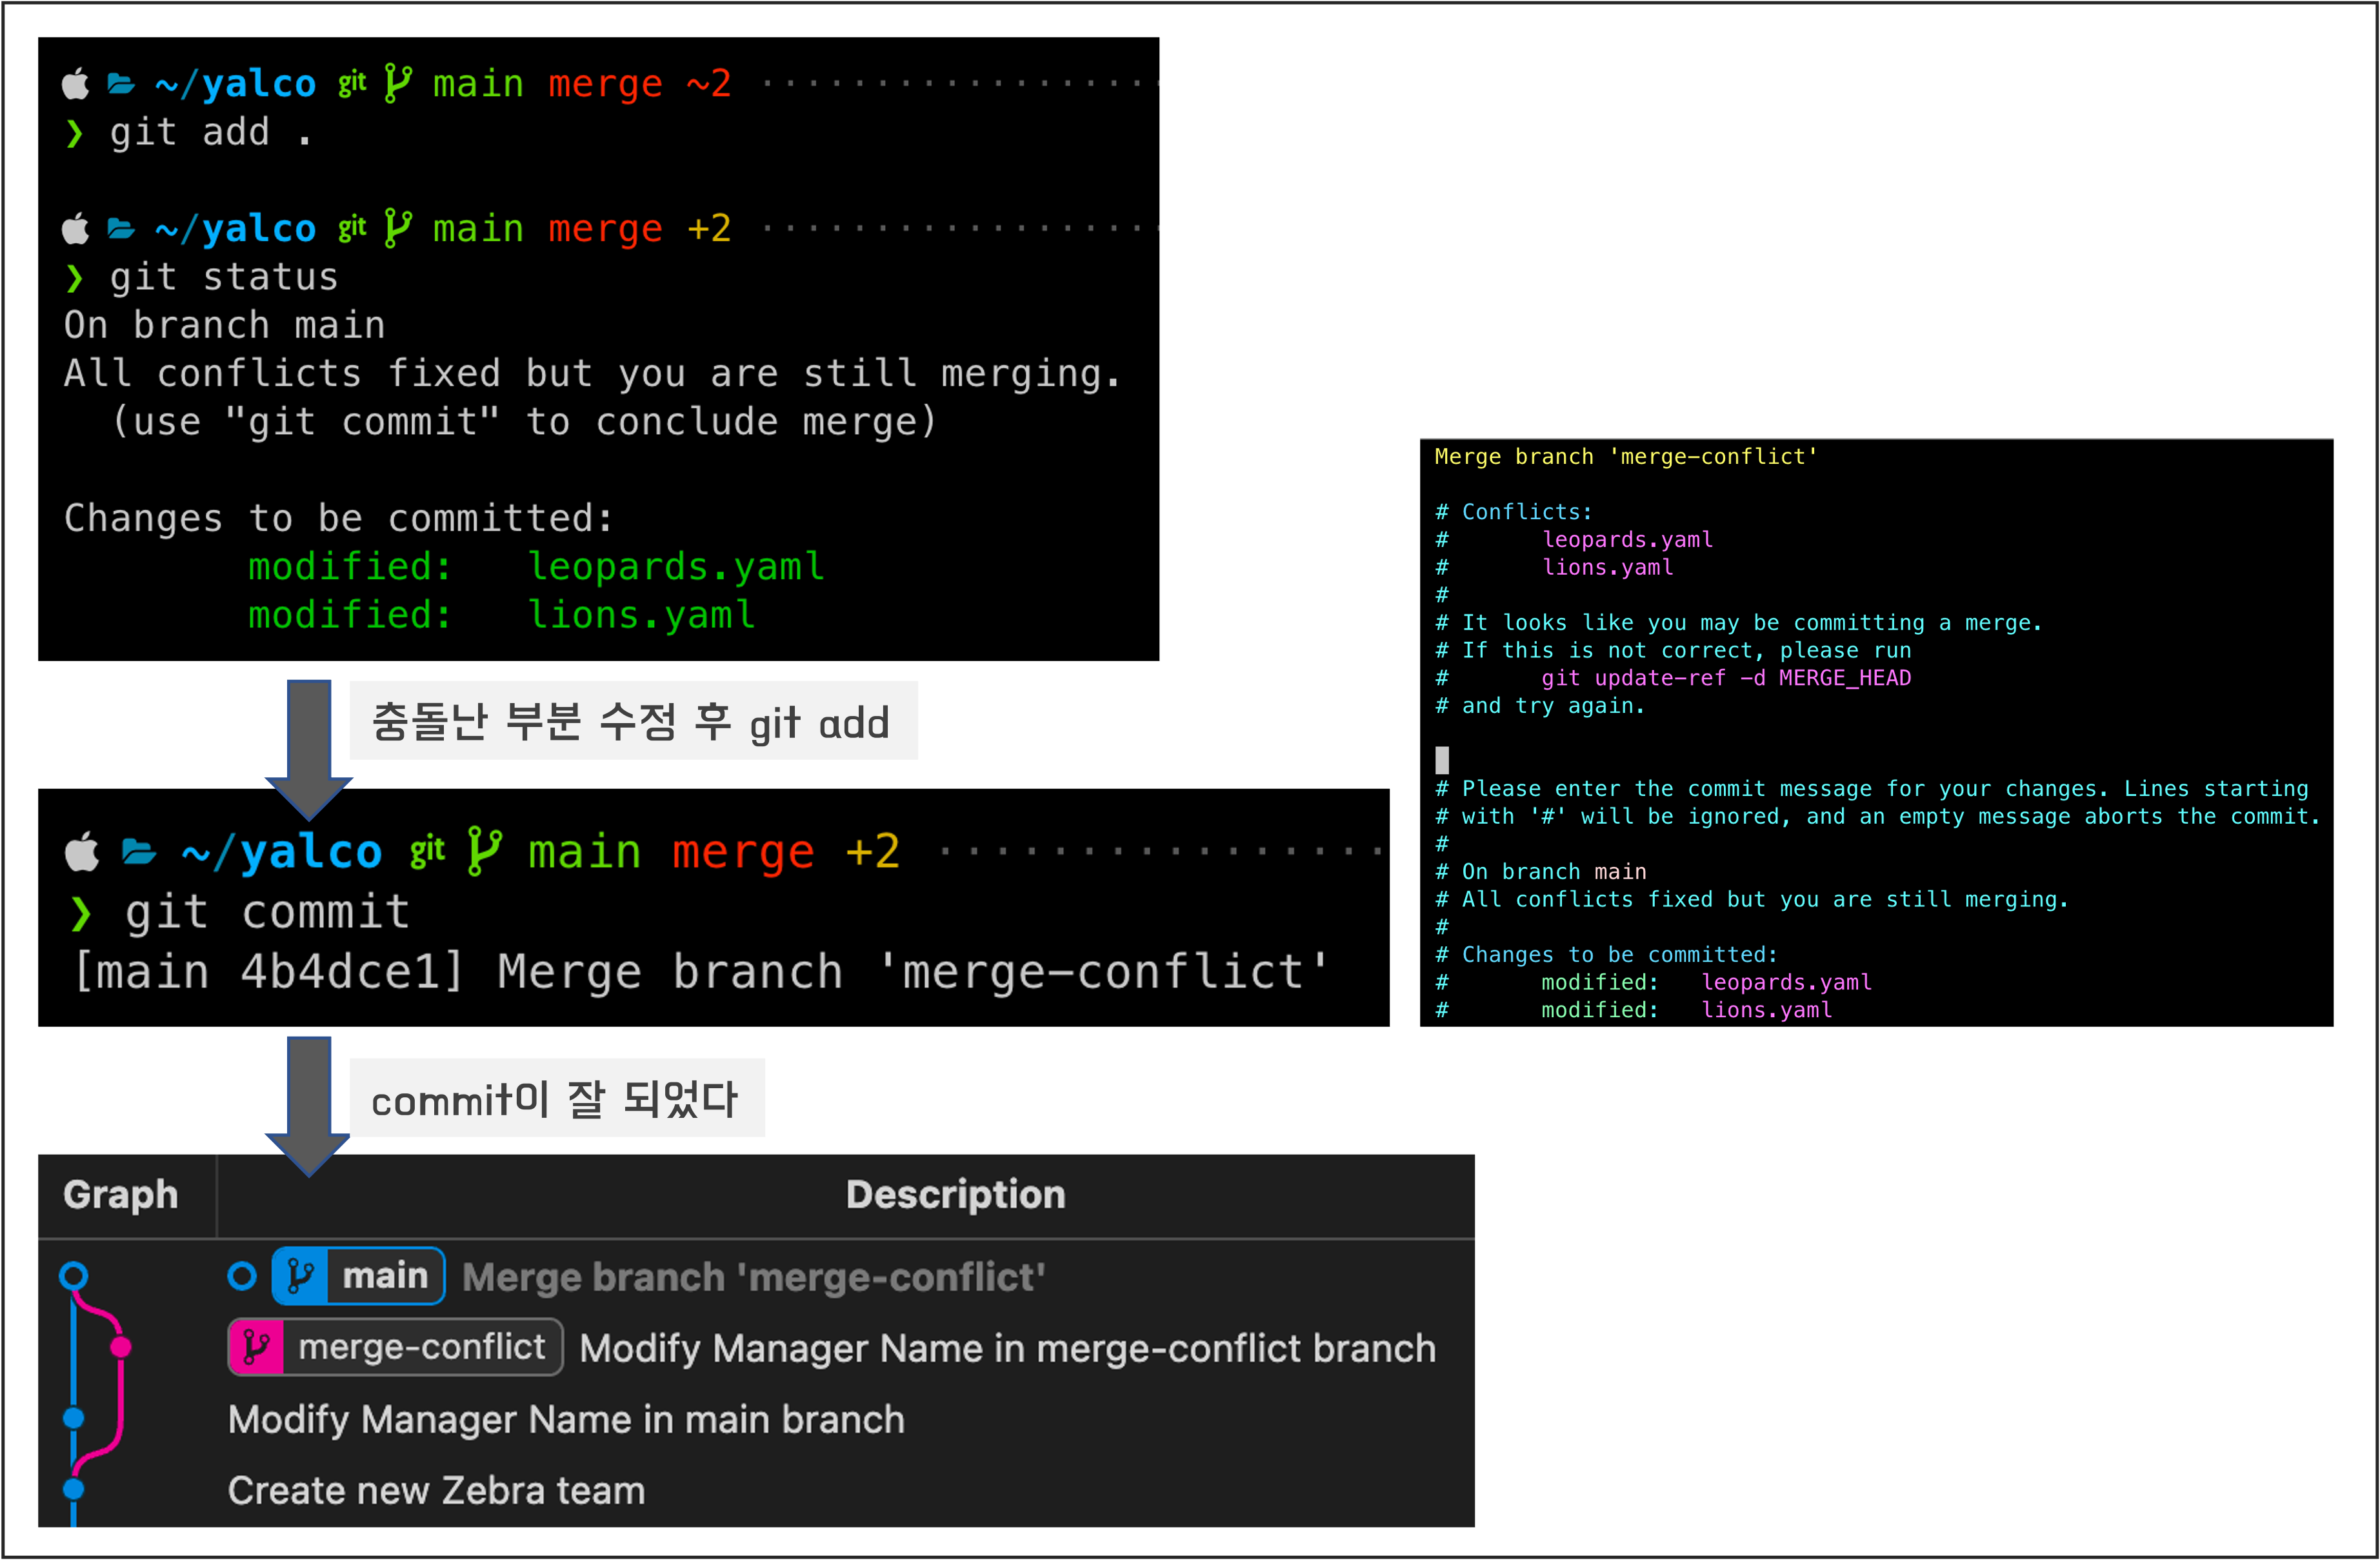 ~/yalco git main merge ~2
❯ git add .
~/yalco git main merge +2
❯ git status
On branch main
All conflicts fixed but you are still merging.
(use "git commit" to conclude merge)
Changes to be committed:
modified: leopards.yaml
modified: lions.yaml
충돌난 부분 수정 후 git add
~/yalco git main merge +2
❯ git commit
[main 4b4dce1] Merge branch 'merge-conflict'
Merge branch 'merge-conflict'
# Conflicts:
# leopards.yaml
# lions.yaml
#
# It looks like you may be committing a merge.
# If this is not correct, please run
# git update-ref -d MERGE_HEAD
# and try again.
# Please enter the commit message for your changes. Lines starting
# with '#' will be ignored, and an empty message aborts the commit.
#
# On branch main
# All conflicts fixed but you are still merging.
#
# Changes to be committed:
# modified: leopards.yaml
# modified: lions.yaml
commit이 잘 되었다
Graph Description
main Merge branch 'merge-conflict'
merge-conflict Modify Manager Name in merge-conflict branch
Modify Manager Name in main branch
Create new Zebra team